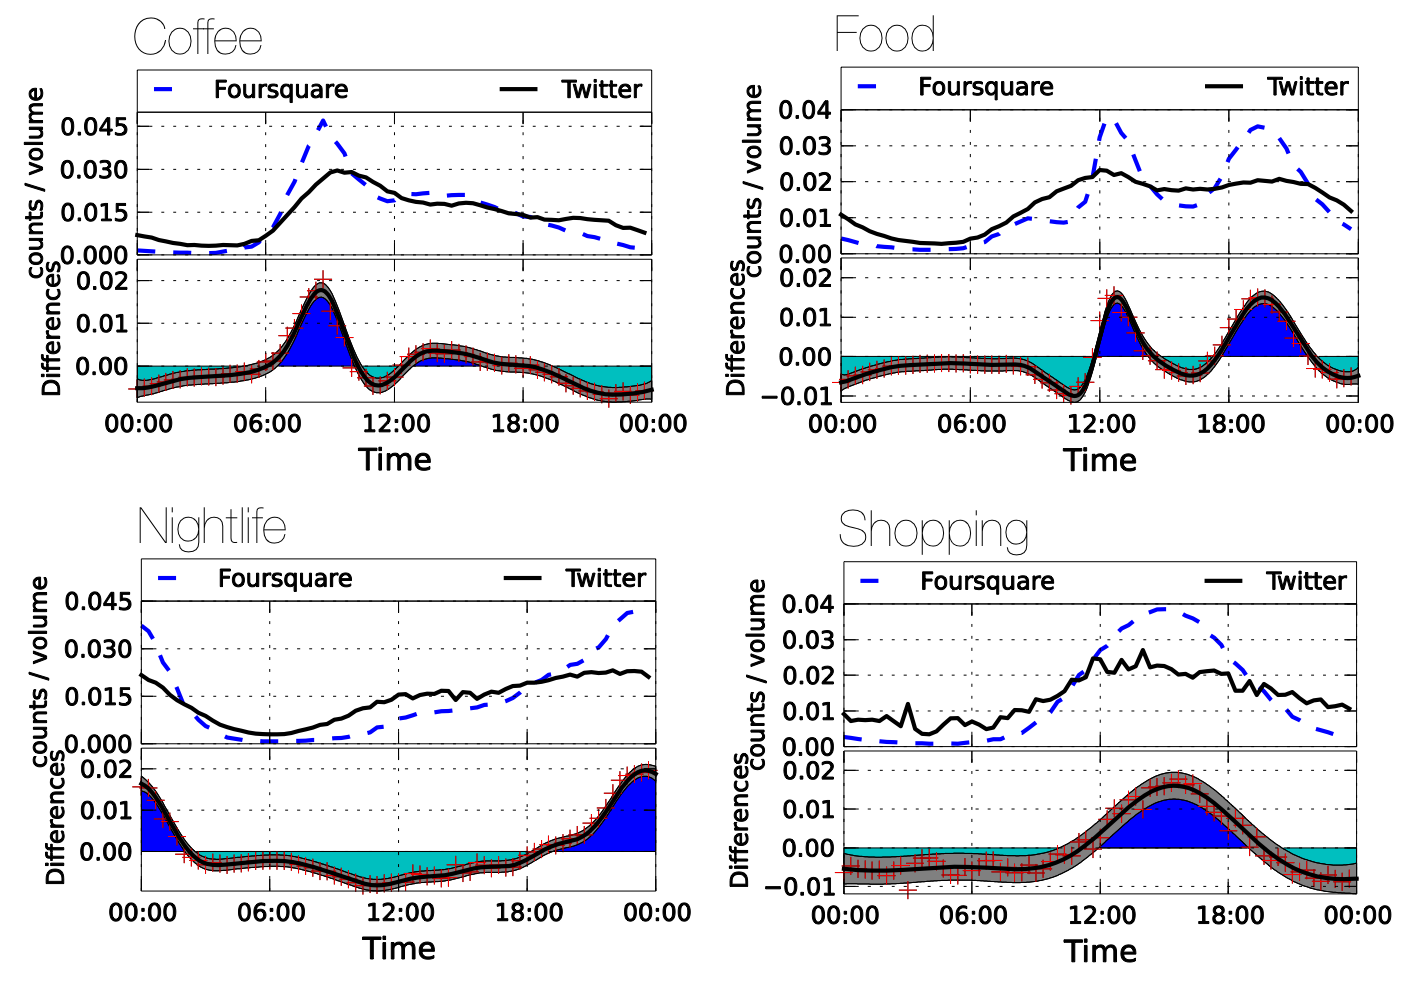 Coffee
Foursquare Twitter
counts / volume
0.045
0.030
0.015
0.000
Differences
0.02
0.01
0.00
00:00 06:00 12:00 18:00 00:00
Time
Food
Foursquare Twitter
counts / volume
0.04
0.03
0.02
0.01
0.00
Differences
0.02
0.01
0.00
−0.01
00:00 06:00 12:00 18:00 00:00
Time
Nightlife
Foursquare Twitter
counts / volume
0.045
0.030
0.015
0.000
Differences
0.02
0.01
0.00
00:00 06:00 12:00 18:00 00:00
Time
Shopping
Foursquare Twitter
counts / volume
0.04
0.03
0.02
0.01
0.00
Differences
0.02
0.01
0.00
−0.01
00:00 06:00 12:00 18:00 00:00
Time